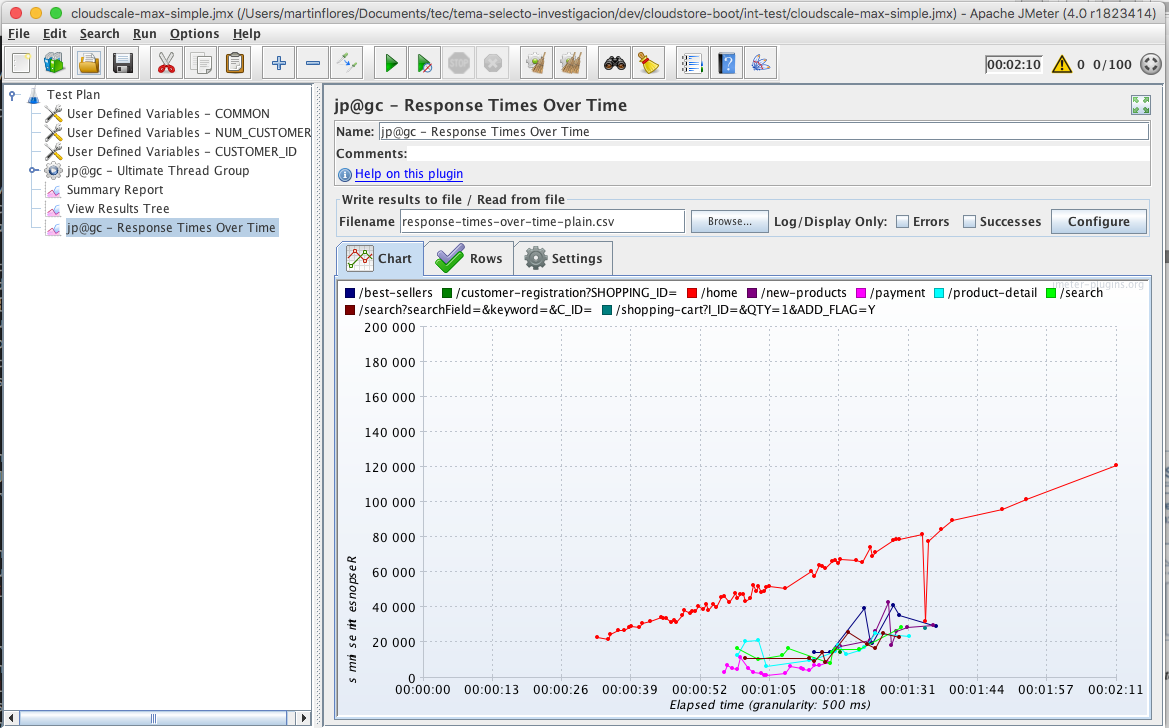 cloudscale-max-simple.jmx (/Users/martinflores/Documents/tec/tema-selecto-investigacion/dev/cloudstore-boot/int-test/cloudscale-max-simple.jmx) - Apache JMeter (4.0 r1823414)
File Edit Search Run Options Help
00:02:10 0 0/100
Test Plan
User Defined Variables - COMMON
User Defined Variables - NUM_CUSTOMER
User Defined Variables - CUSTOMER_ID
jp@gc - Ultimate Thread Group
Summary Report
View Results Tree
jp@gc - Response Times Over Time
jp@gc - Response Times Over Time
Name: jp@gc - Response Times Over Time
Comments:
Help on this plugin
Write results to file / Read from file
Filename response-times-over-time-plain.csv Browse... Log/Display Only: Errors Successes Configure
Chart Rows Settings
jmeter-plugins.org
/best-sellers /customer-registration?SHOPPING_ID= /home /new-products /payment /product-detail /search
/search?searchField=&keyword=&C_ID= /shopping-cart?I_ID=&QTY=1&ADD_FLAG=Y
200 000
180 000
160 000
140 000
120 000
100 000
80 000
60 000
40 000
20 000
0
00:00:00 00:00:13 00:00:26 00:00:39 00:00:52 00:01:05 00:01:18 00:01:31 00:01:44 00:01:57 00:02:11
Elapsed time (granularity: 500 ms)